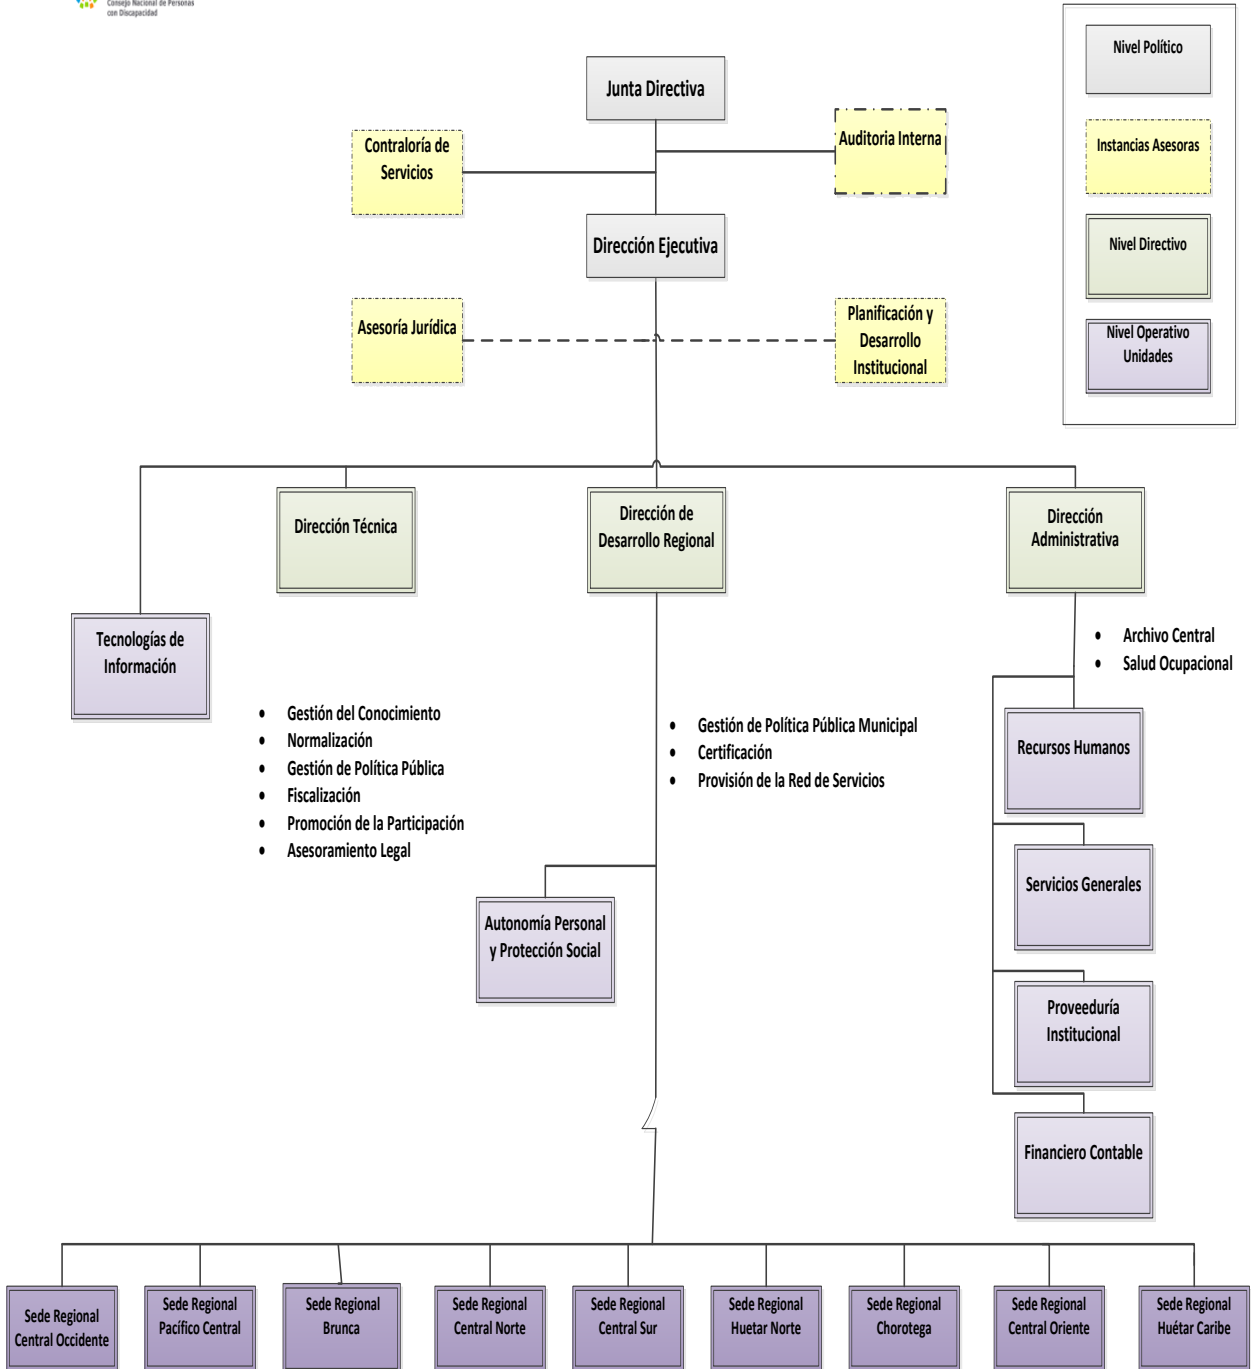 Consejo Nacional de Personas
con Discapacidad
Nivel Político
Junta Directiva
Contraloría de
Servicios
Auditoria Interna
Instancias Asesoras
Dirección Ejecutiva
Nivel Directivo
Asesoría Jurídica
Planificación y
Desarrollo
Institucional
Nivel Operativo
Unidades
Dirección Técnica
Dirección de
Desarrollo Regional
Dirección
Administrativa
Tecnologías de
Información
• Archivo Central
• Salud Ocupacional
• Gestión del Conocimiento
• Normalización
• Gestión de Política Pública
• Fiscalización
• Promoción de la Participación
• Asesoramiento Legal
• Gestión de Política Pública Municipal
• Certificación
• Provisión de la Red de Servicios
Recursos Humanos
Servicios Generales
Autonomía Personal
y Protección Social
Proveeduría
Institucional
Financiero Contable
Sede Regional
Central Occidente
Sede Regional
Pacífico Central
Sede Regional
Brunca
Sede Regional
Central Norte
Sede Regional
Central Sur
Sede Regional
Huetar Norte
Sede Regional
Chorotega
Sede Regional
Central Oriente
Sede Regional
Huétar Caribe